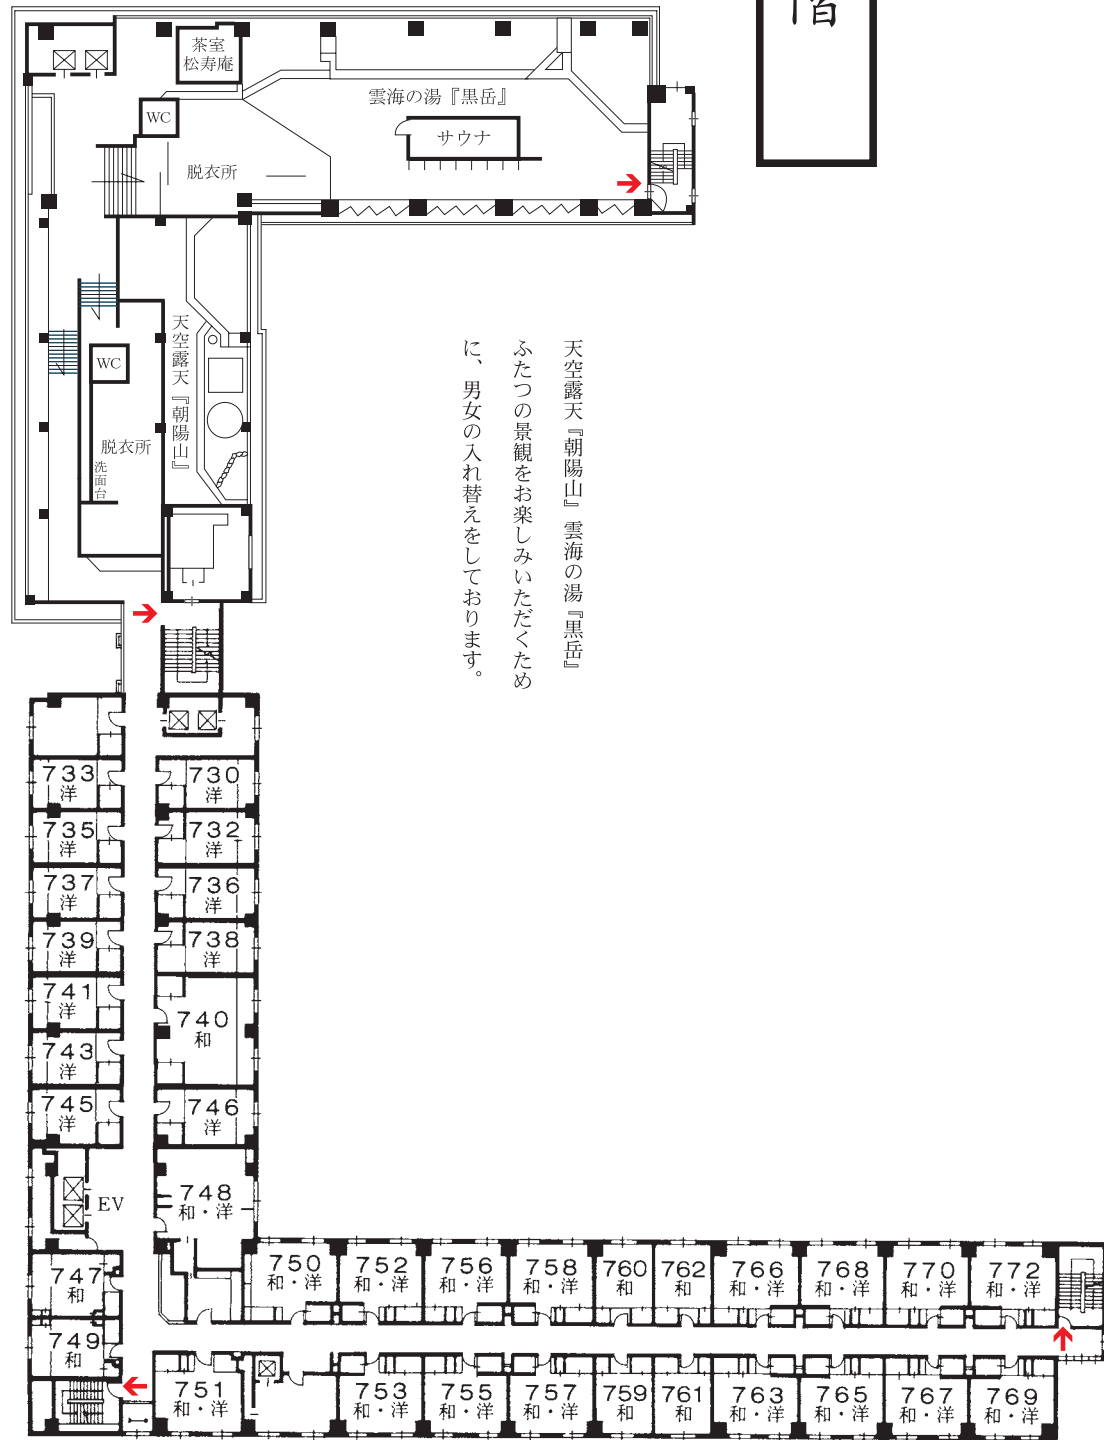 階
茶室
松寿庵
WC
雲海の湯『黒岳』
サウナ
脱衣所
天空露天『朝陽山』
WC
脱衣所
洗面台
天空露天『朝陽山』雲海の湯『黒岳』
ふたつの景観をお楽しみいただくため
に、男女の入れ替えをしております。
733
洋
730
洋
735
洋
732
洋
737
洋
736
洋
739
洋
738
洋
741
洋
740
和
743
洋
745
洋
746
洋
EV
748
和・洋
747
和
749
和
750
和・洋
752
和・洋
756
和・洋
758
和・洋
760
和
762
和
766
和・洋
768
和・洋
770
和・洋
772
和・洋
751
和・洋
753
和・洋
755
和・洋
757
和・洋
759
和
761
和
763
和・洋
765
和・洋
767
和・洋
769
和・洋